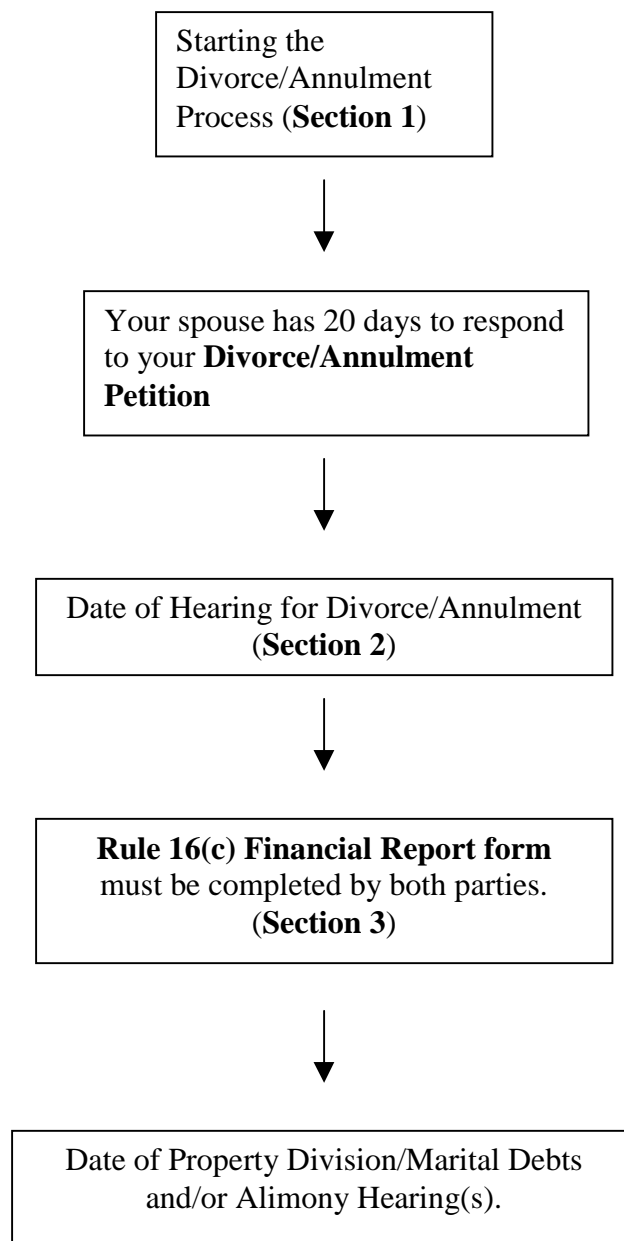 Starting the
Divorce/Annulment
Process (Section 1)
Your spouse has 20 days to respond
to your Divorce/Annulment
Petition
Date of Hearing for Divorce/Annulment
(Section 2)
Rule 16(c) Financial Report form
must be completed by both parties.
(Section 3)
Date of Property Division/Marital Debts
and/or Alimony Hearing(s).